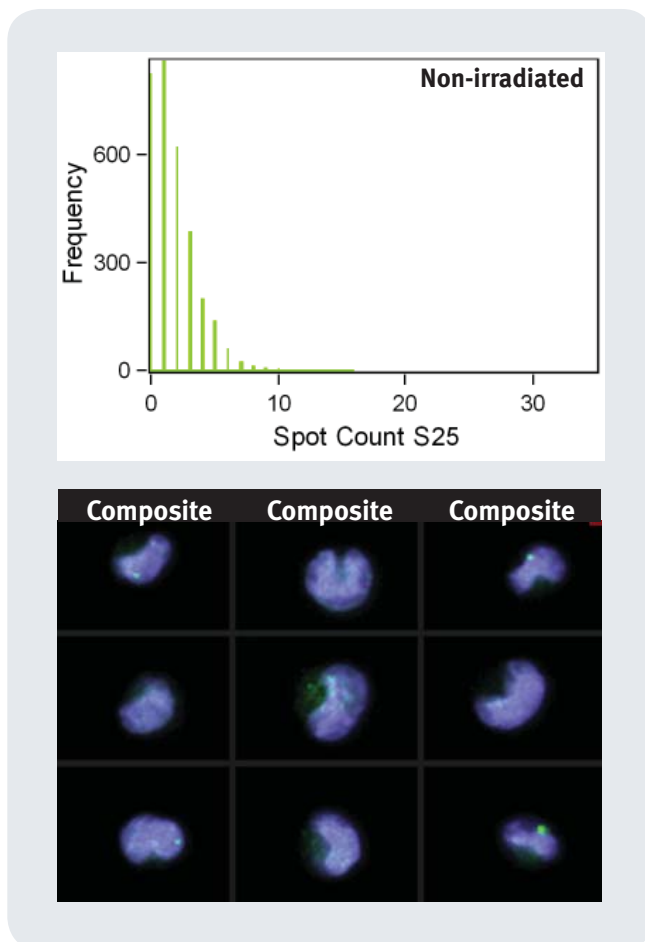 Non-irradiated
Frequency
600
300
0
0 10 20 30
Spot Count S25
Composite Composite Composite